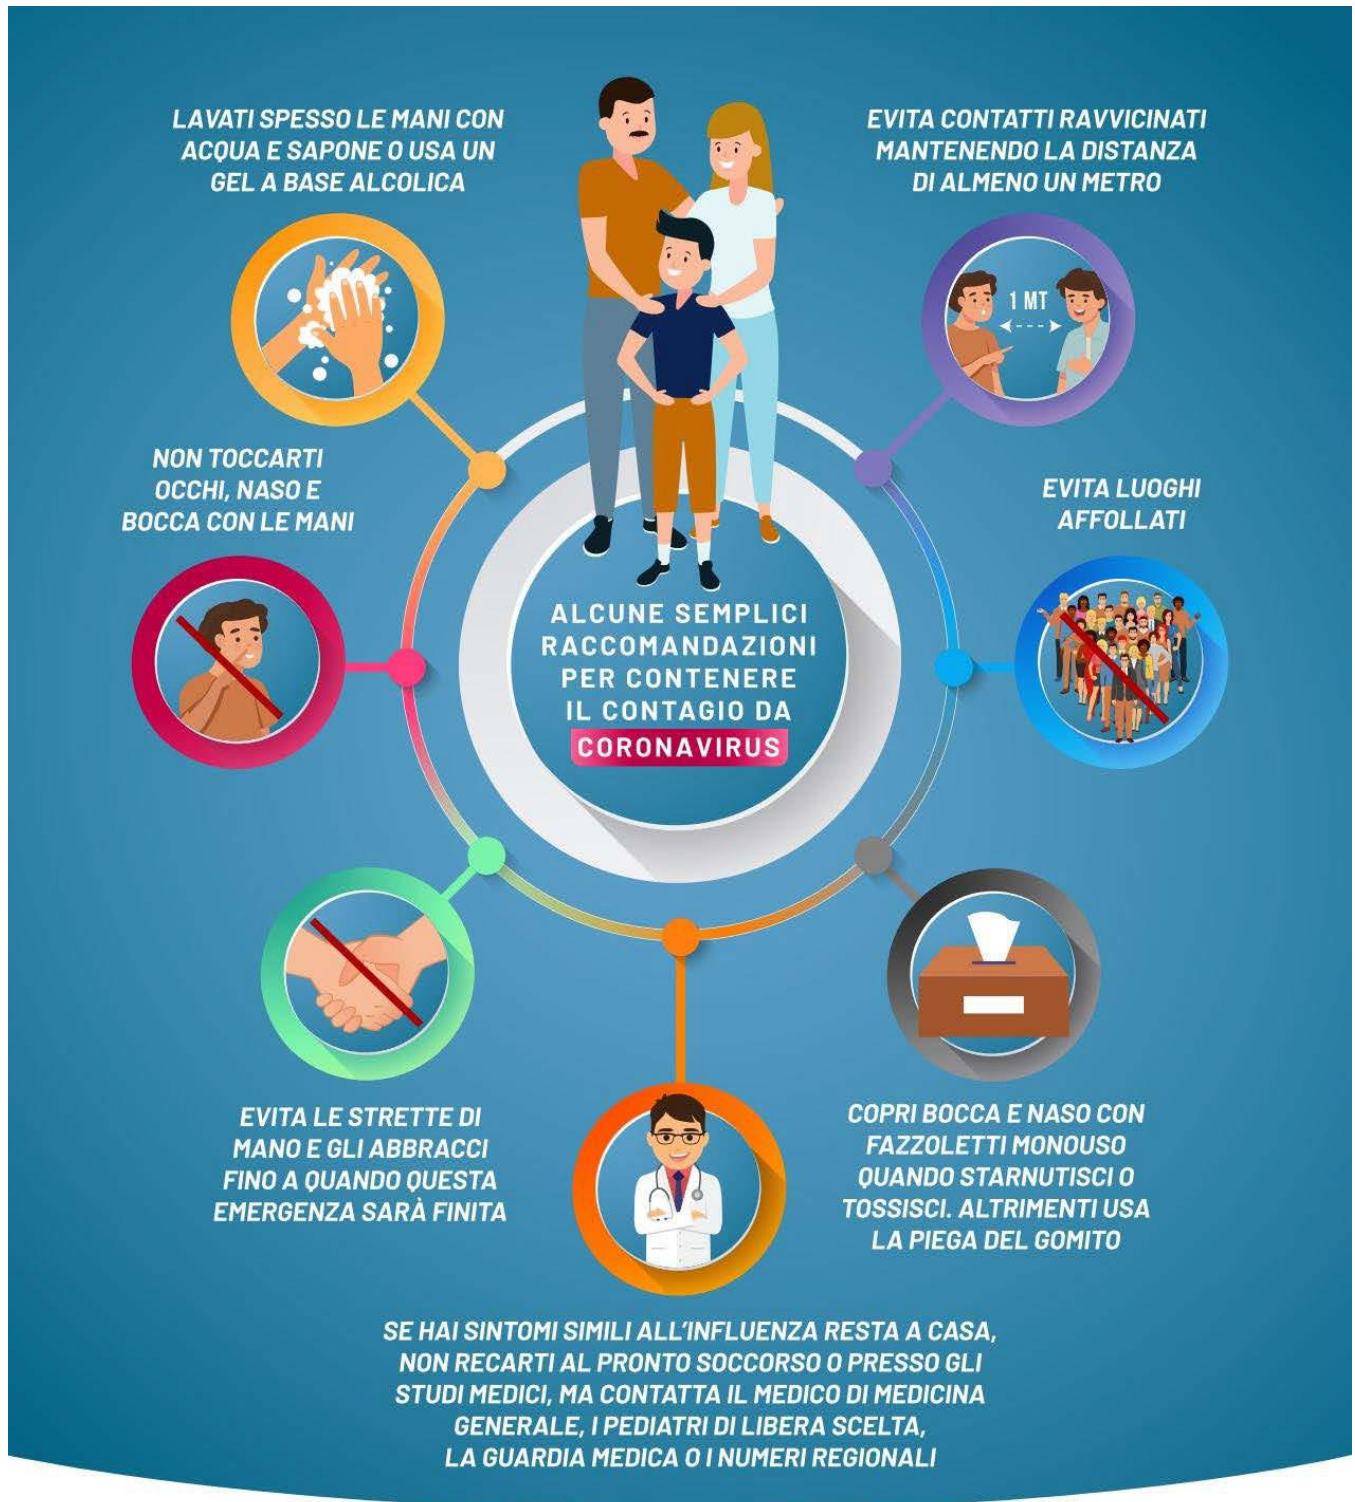 LAVATI SPESSO LE MANI CON
ACQUA E SAPONE O USA UN
GEL A BASE ALCOLICA
EVITA CONTATTI RAVVICINATI
MANTENENDO LA DISTANZA
DI ALMENO UN METRO
1 MT
NON TOCCARTI
OCCHI, NASO E
BOCCA CON LE MANI
EVITA LUOGHI
AFFOLLATI
ALCUNE SEMPLICI
RACCOMANDAZIONI
PER CONTENERE
IL CONTAGIO DA
CORONAVIRUS
EVITA LE STRETTE DI
MANO E GLI ABBRACCI
FINO A QUANDO QUESTA
EMERGENZA SARÀ FINITA
COPRI BOCCA E NASO CON
FAZZOLETTI MONOUSO
QUANDO STARNUTISCI O
TOSSISCI. ALTRIMENTI USA
LA PIEGA DEL GOMITO
SE HAI SINTOMI SIMILI ALL'INFLUENZA RESTA A CASA,
NON RECARTI AL PRONTO SOCCORSO O PRESSO GLI
STUDI MEDICI, MA CONTATTA IL MEDICO DI MEDICINA
GENERALE, I PEDIATRI DI LIBERA SCELTA,
LA GUARDIA MEDICA O I NUMERI REGIONALI